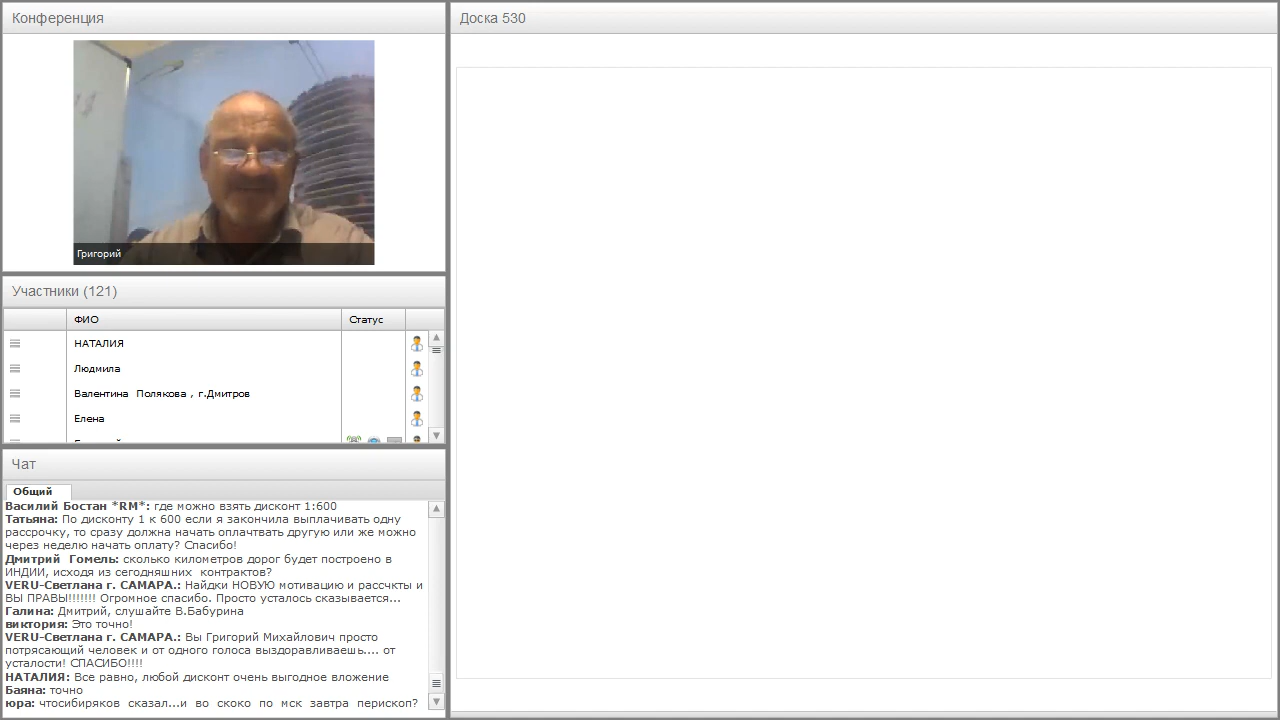 Конференция
Григорий
Участники (121)
ФИО
Статус
НАТАЛИЯ
Людмила
Валентина Полякова , г.Дмитров
Елена
Чат
Общий
Василий Бостан *RM*: где можно взять дисконт 1:600
Татьяна: По дисконту 1 к 600 если я закончила выплачивать одну
рассрочку, то сразу должна начать оплачтвать другую или же можно
через неделю начать оплату? Спасибо!
Дмитрий Гомель: сколько километров дорог будет построено в
ИНДИИ, исходя из сегодняшних контрактов?
VERU-Светлана г. САМАРА.: Найдки НОВУЮ мотивацию и рассчкты и
ВЫ ПРАВЫ!!!!!!! Огромное спасибо. Просто усталось сказывается...
Галина: Дмитрий, слушайте В.Бабурина
виктория: Это точно!
VERU-Светлана г. САМАРА.: Вы Григорий Михайлович просто
потрясающий человек и от одного голоса выздоравливаешь.... от
усталости! СПАСИБО!!!!
НАТАЛИЯ: Все равно, любой дисконт очень выгодное вложение
Баяна: точно
юра: чтосибиряков сказал...и во скоко по мск завтра перископ?
Доска 530